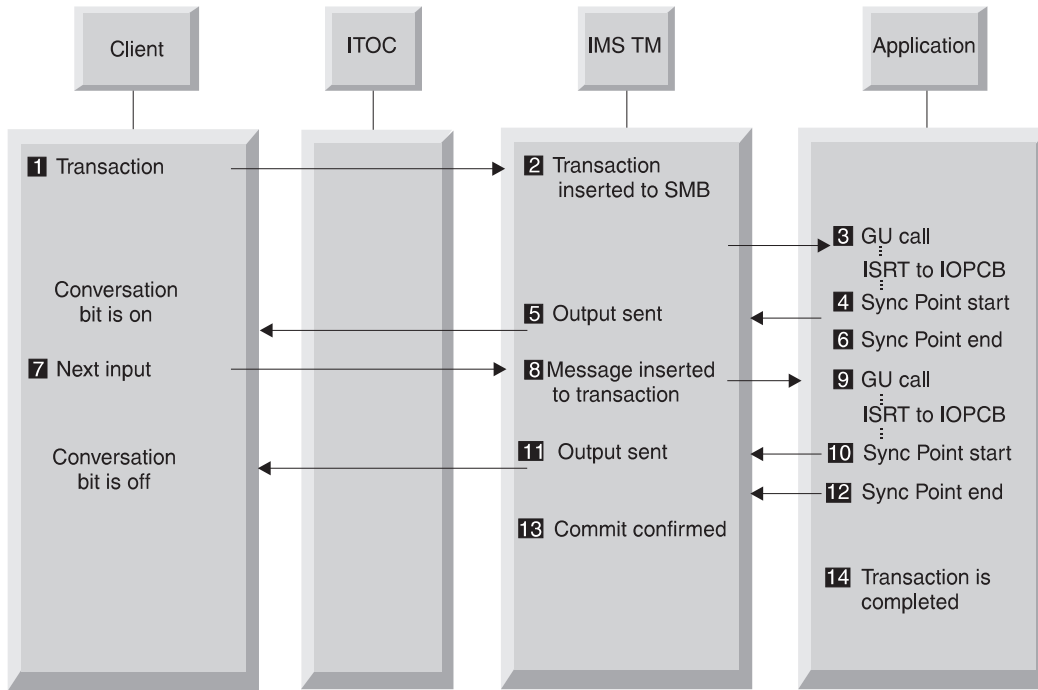 Client
ITOC
IMS TM
Application
1 Transaction
2 Transaction
inserted to SMB
3 GU call
ISRT to IOPCB
Conversation
bit is on
4 Sync Point start
5 Output sent
6 Sync Point end
7 Next input
8 Message inserted
to transaction
9 GU call
ISRT to IOPCB
10 Sync Point start
11 Output sent
Conversation
bit is off
12 Sync Point end
13 Commit confirmed
14 Transaction is
completed